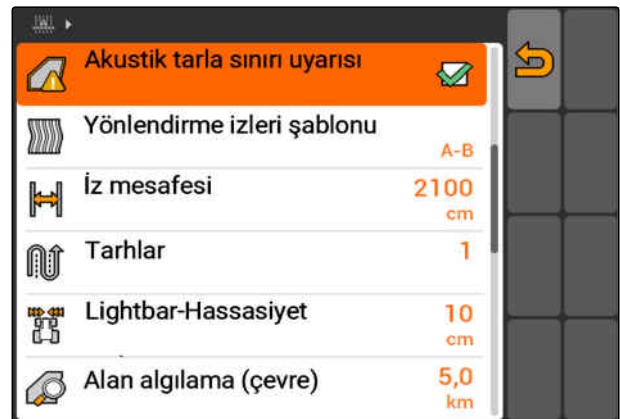 Akustik tarla sınırı uyarısı
Yönlendirme izleri şablonu
A-B
İz mesafesi
2100
cm
Tarhlar
1
Lightbar-Hassasiyet
10
cm
Alan algılama (çevre)
5,0
km